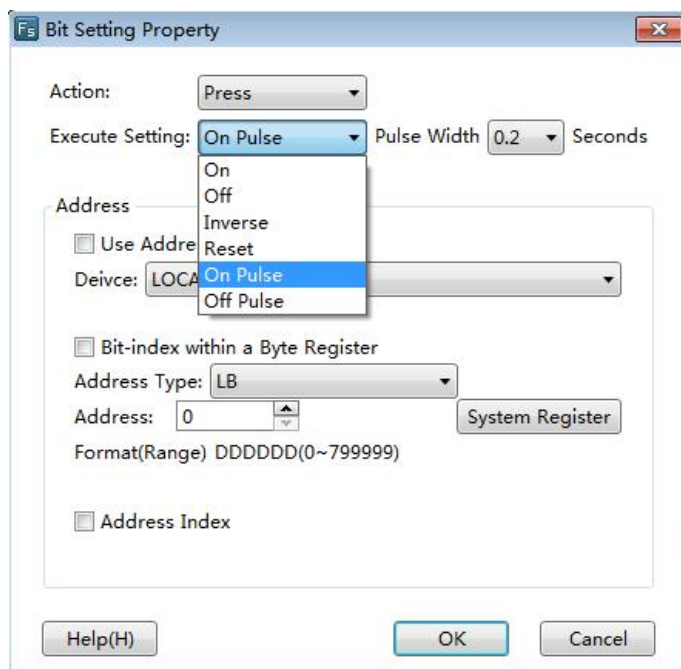 Fs Bit Setting Property
Action: Press
Execute Setting: On Pulse Pulse Width 0.2 Seconds
On
Off
Inverse
Reset
On Pulse
Off Pulse
Address
Use Addre
Deivce: LOCA
Bit-index within a Byte Register
Address Type: LB
Address: 0 System Register
Format(Range) DDDDDD(0~799999)
Address Index
Help(H) OK Cancel